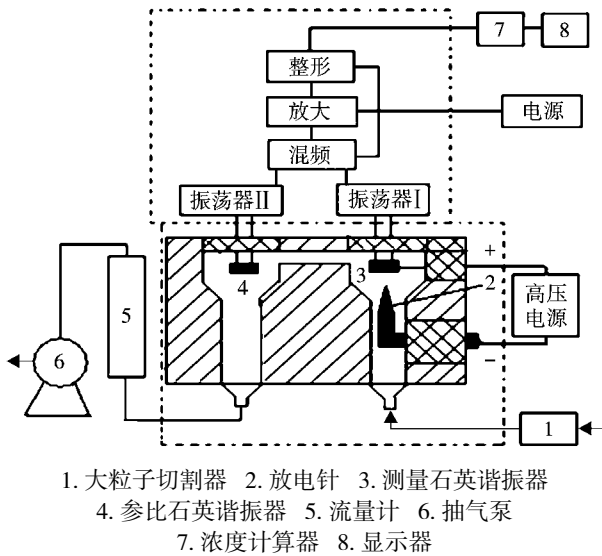 7
8
整形
放大
电源
混频
振荡器Ⅱ
振荡器Ⅰ
+
4
3
2
高压
电源
5
6
−
1
1. 大粒子切割器 2. 放电针 3. 测量石英谐振器
4. 参比石英谐振器 5. 流量计 6. 抽气泵
7. 浓度计算器 8. 显示器